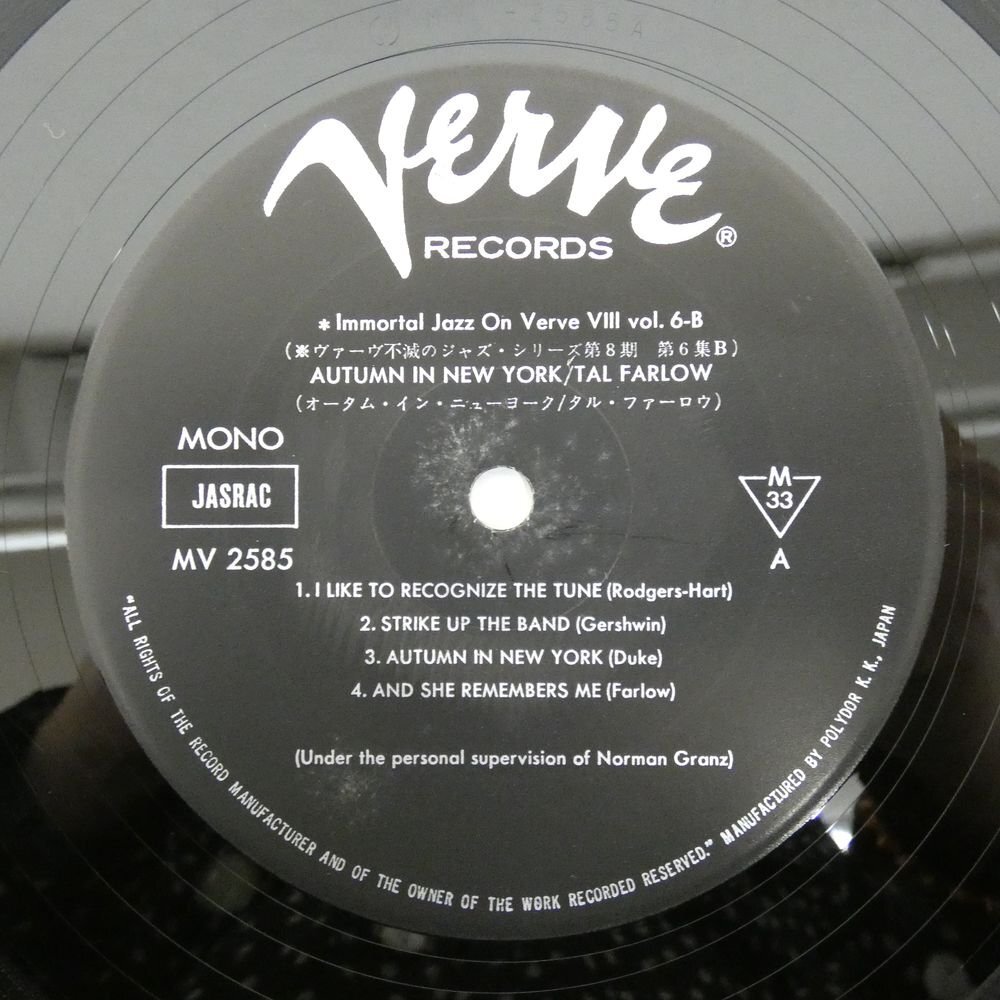 Verve
RECORDS®
*Immortal Jazz On Verve VIII vol. 6-B
(※ヴァーヴ不滅のジャズ・シリーズ第8期 第6集B)
AUTUMN IN NEW YORK/TAL FARLOW
(オータム・イン・ニューヨーク/タル・ファーロウ)
MONO
JASRAC
MV 2585
M
33
A
1. I LIKE TO RECOGNIZE THE TUNE (Rodgers-Hart)
2. STRIKE UP THE BAND (Gershwin)
3. AUTUMN IN NEW YORK (Duke)
4. AND SHE REMEMBERS ME (Farlow)
(Under the personal supervision of Norman Granz)
"ALL RIGHTS OF THE RECORD MANUFACTURER AND OF THE OWNER OF THE WORK RECORDED RESERVED." MANUFACTURED BY POLYDOR K. K., JAPAN